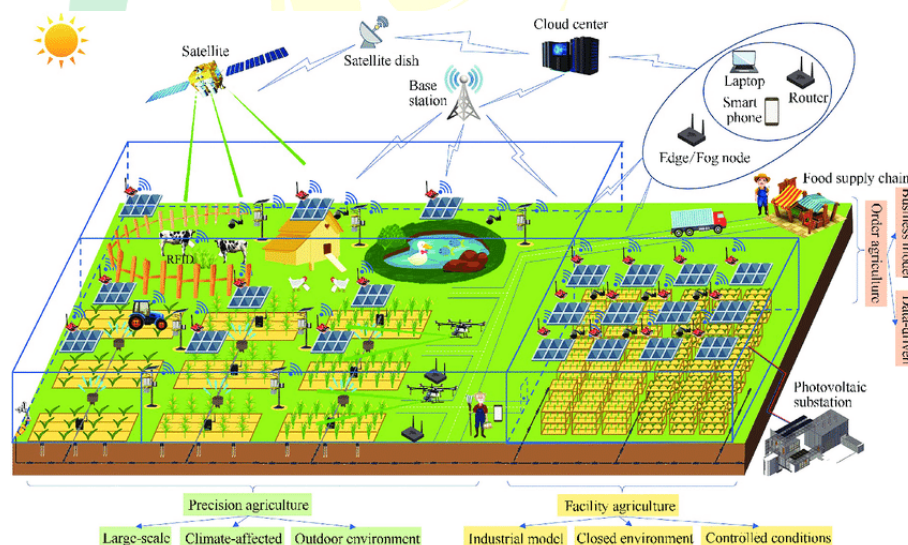 Satellite
Satellite dish
Cloud center
Base
station
Laptop
Router
Smart
phone
Edge/Fog node
Food supply chain
RFID
Order agriculture
Business model
Data-driven
Photovoltaic
substation
Precision agriculture
Facility agriculture
Large-scale
Climate-affected
Outdoor environment
Industrial model
Closed environment
Controlled conditions